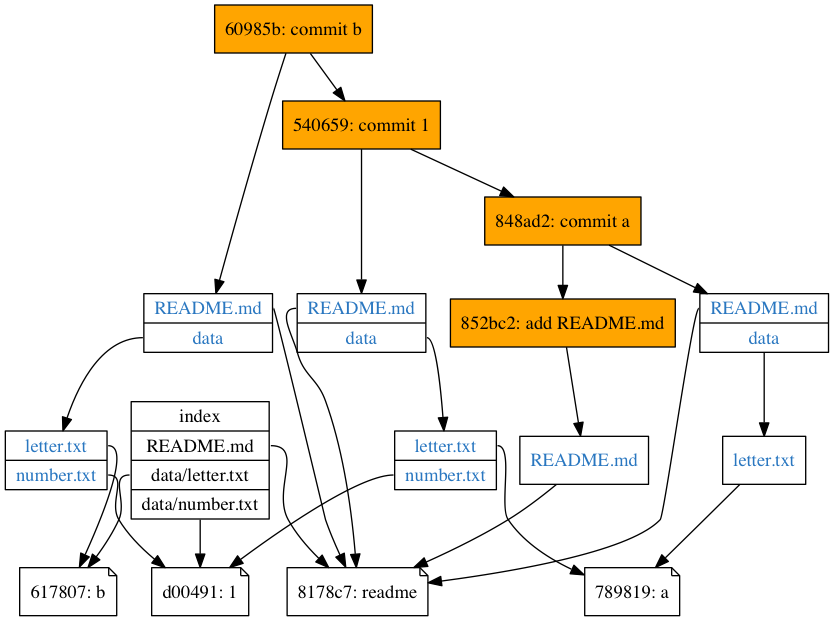 60985b: commit b
540659: commit 1
848ad2: commit a
README.md
data
README.md
data
852bc2: add README.md
README.md
data
index
README.md
data/letter.txt
data/number.txt
letter.txt
number.txt
letter.txt
number.txt
README.md
letter.txt
617807: b
d00491: 1
8178c7: readme
789819: a